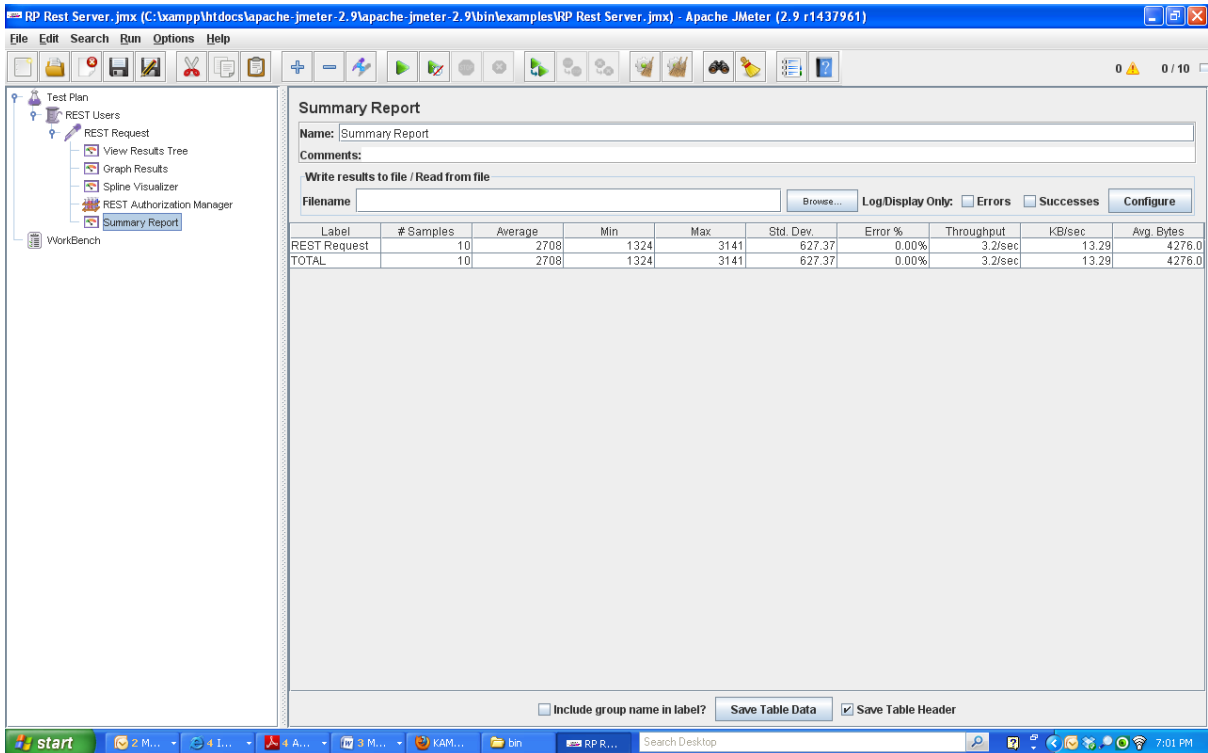 RP Rest Server.jmx (C:\xampp\htdocs\apache-jmeter-2.9\apache-jmeter-2.9\bin\examples\RP Rest Server.jmx) - Apache JMeter (2.9 r1437961)
File Edit Search Run Options Help
0 0 / 10
Test Plan
REST Users
REST Request
View Results Tree
Graph Results
Spline Visualizer
REST Authorization Manager
Summary Report
WorkBench
Summary Report
Name: Summary Report
Comments:
Write results to file / Read from file
Filename Browse... Log/Display Only: Errors Successes Configure
Label # Samples Average Min Max Std. Dev. Error % Throughput KB/sec Avg. Bytes
REST Request 10 2708 1324 3141 627.37 0.00% 3.2/sec 13.29 4276.0
TOTAL 10 2708 1324 3141 627.37 0.00% 3.2/sec 13.29 4276.0
Include group name in label? Save Table Data Save Table Header
start 2 M... 4 I... 4 A... 3 M... KAM... bin RP R... Search Desktop 7:01 PM